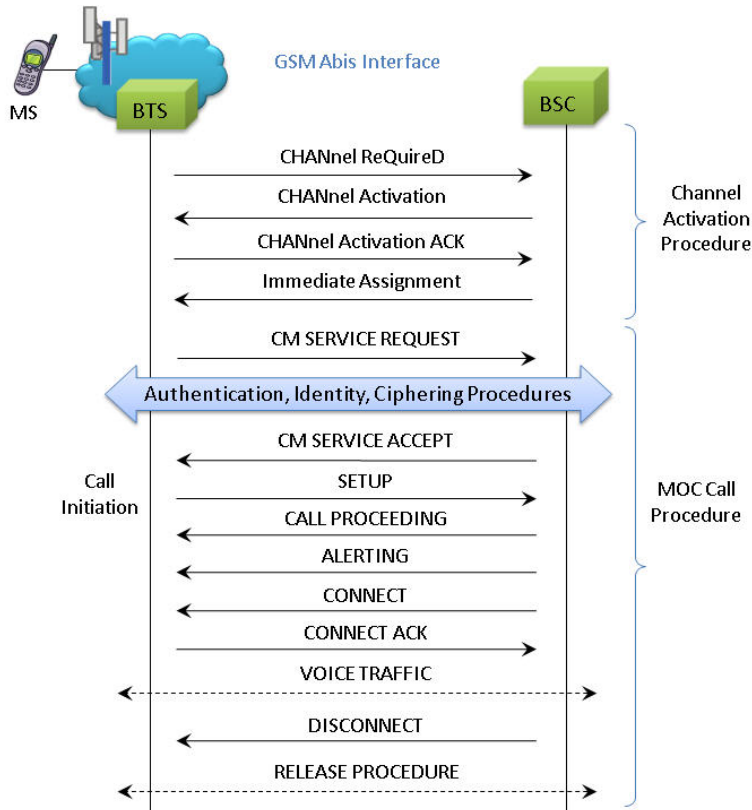 GSM Abis Interface
MS
BTS
BSC
CHANnel ReQuireD
CHANnel Activation
CHANnel Activation ACK
Immediate Assignment
Channel
Activation
Procedure
CM SERVICE REQUEST
Authentication, Identity, Ciphering Procedures
CM SERVICE ACCEPT
Call
Initiation
SETUP
CALL PROCEEDING
ALERTING
CONNECT
CONNECT ACK
VOICE TRAFFIC
DISCONNECT
RELEASE PROCEDURE
MOC Call
Procedure